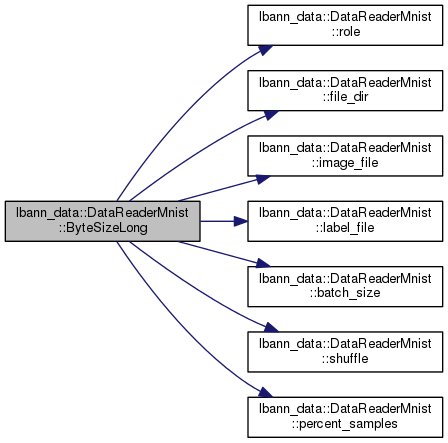 lbann_data::DataReaderMnist
::role
lbann_data::DataReaderMnist
::file_dir
lbann_data::DataReaderMnist
::image_file
lbann_data::DataReaderMnist
::ByteSizeLong
lbann_data::DataReaderMnist
::label_file
lbann_data::DataReaderMnist
::batch_size
lbann_data::DataReaderMnist
::shuffle
lbann_data::DataReaderMnist
::percent_samples